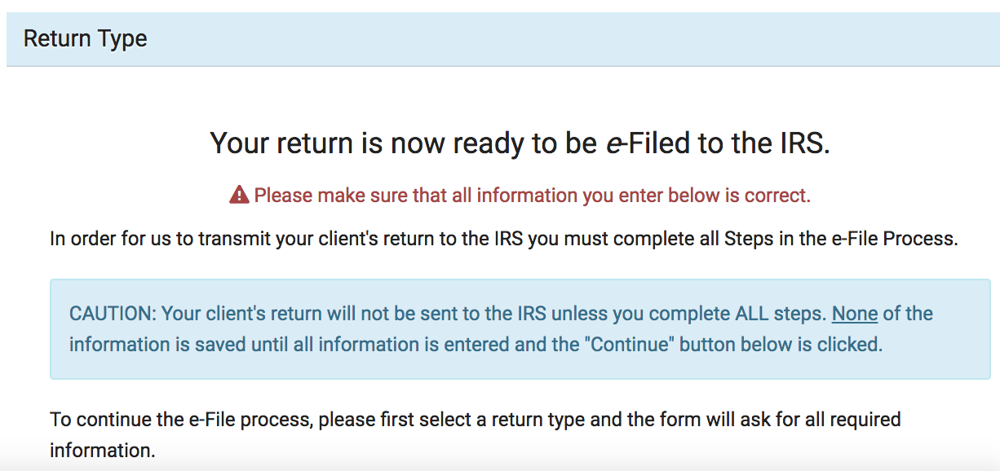 Return Type
Your return is now ready to be e-Filed to the IRS.
Please make sure that all information you enter below is correct.
In order for us to transmit your client's return to the IRS you must complete all Steps in the e-File Process.
CAUTION: Your client's return will not be sent to the IRS unless you complete ALL steps. None of the
information is saved until all information is entered and the "Continue" button below is clicked.
To continue the e-File process, please first select a return type and the form will ask for all required
information.